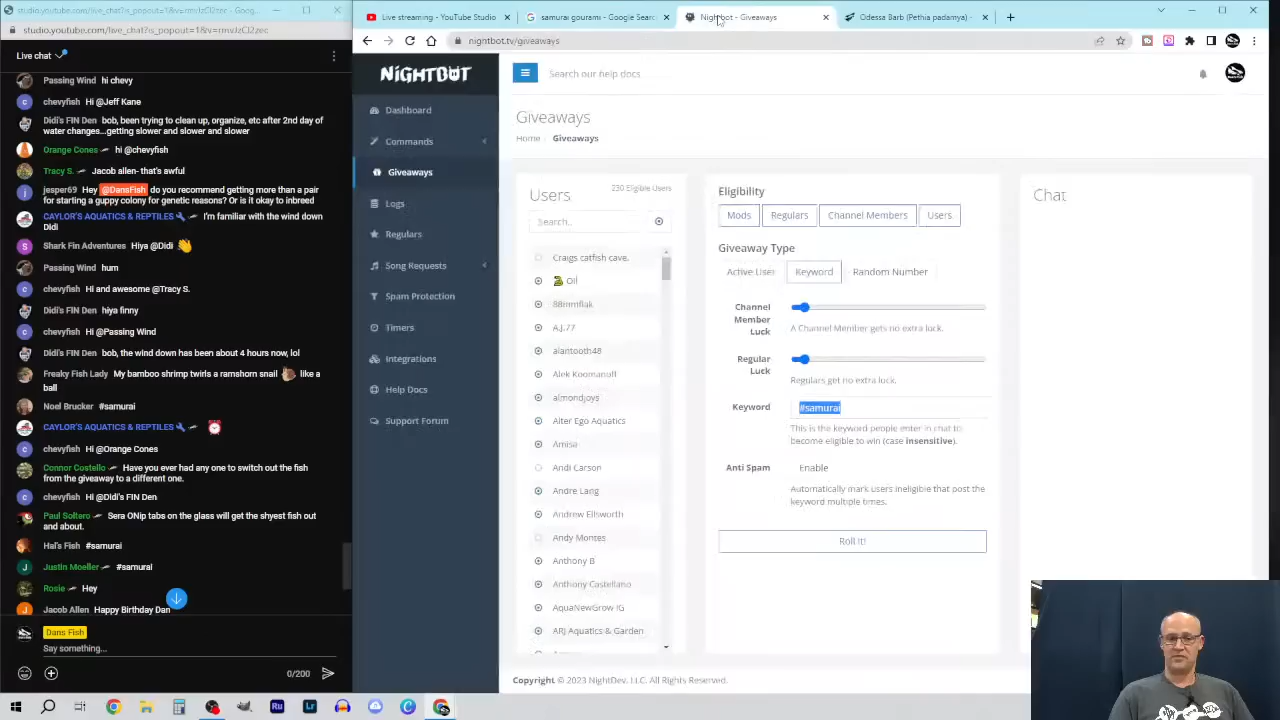 studio.youtube.com/live_chat?is_popout=1&v=rmvJzCI2zec - Google...
studio.youtube.com/live_chat?is_popout=1&v=rmvJzCI2zec
Live chat
Passing Wind hi chevy
chevyfish Hi @Jeff Kane
Didi's FIN Den bob, been trying to clean up, organize, etc after 2nd day of
water changes...getting slower and slower and slower
Orange Cones hi @chevyfish
Tracy S. Jacob allen- that's awful
jesper69 Hey @DansFish do you recommend getting more than a pair
for starting a guppy colony for genetic reasons? Or is it okay to inbreed
CAYLOR'S AQUATICS & REPTILES I'm familiar with the wind down
Didi
Shark Fin Adventures Hiya @Didi
Passing Wind hum
chevyfish Hi and awesome @Tracy S.
Didi's FIN Den hiya finny
chevyfish Hi @Passing Wind
Didi's FIN Den bob, the wind down has been about 4 hours now, lol
Freaky Fish Lady My bamboo shrimp twirls a ramshorn snail like a
ball
Noel Brucker #samurai
CAYLOR'S AQUATICS & REPTILES
chevyfish Hi @Orange Cones
Connor Costello Have you ever had any one to switch out the fish
from the giveaway to a different one.
chevyfish Hi @Didi's FIN Den
Paul Soltero Sera ONip tabs on the glass will get the shyest fish out
and about.
Hal's Fish #samurai
Justin Moeller #samurai
Rosie Hey
Jacob Allen Happy Birthday Dan
Dans Fish
Say something...
0/200
Live streaming - YouTube Studio
samurai gourami - Google Searc
Nightbot - Giveaways
Odessa Barb (Pethia padamya) -
nightbot.tv/giveaways
NIGHTBOT
Search our help docs
Dashboard
Commands
Giveaways
Logs
Regulars
Song Requests
Spam Protection
Timers
Integrations
Help Docs
Support Forum
Giveaways
Home Giveaways
Users
230 Eligible Users
Search..
Craigs catfish cave.
Oil
88nmflak
A.J.77
alantooth48
Alek Koomanoff
almondjoys
Alter Ego Aquatics
Amisa
Andi Carson
Andre Lang
Andrew Ellsworth
Andy Montes
Anthony B
Anthony Castellano
AquaNewGrow !G
ARJ Aquatics & Garden
Eligibility
Mods
Regulars
Channel Members
Users
Giveaway Type
Active User
Keyword
Random Number
Channel
Member
Luck
A Channel Member gets no extra luck.
Regular
Luck
Regulars get no extra luck.
Keyword
#samurai
This is the keyword people enter in chat to
become eligible to win (case insensitive).
Anti Spam
Enable
Automatically mark users ineligible that post the
keyword multiple times.
Roll It!
Chat
Copyright © 2023 NightDev, LLC. All Rights Reserved.
Ru
Lr